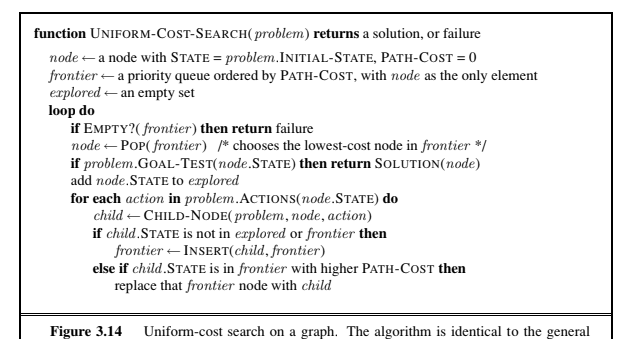 function UNIFORM-COST-SEARCH(problem) returns a solution, or failure
node ← a node with STATE = problem.INITIAL-STATE, PATH-COST = 0
frontier ← a priority queue ordered by PATH-COST, with node as the only element
explored ← an empty set
loop do
if EMPTY?(frontier) then return failure
node ← POP(frontier) /* chooses the lowest-cost node in frontier */
if problem.GOAL-TEST(node.STATE) then return SOLUTION(node)
add node.STATE to explored
for each action in problem.ACTIONS(node.STATE) do
child ← CHILD-NODE(problem, node, action)
if child.STATE is not in explored or frontier then
frontier ← INSERT(child, frontier)
else if child.STATE is in frontier with higher PATH-COST then
replace that frontier node with child
Figure 3.14 Uniform-cost search on a graph. The algorithm is identical to the general